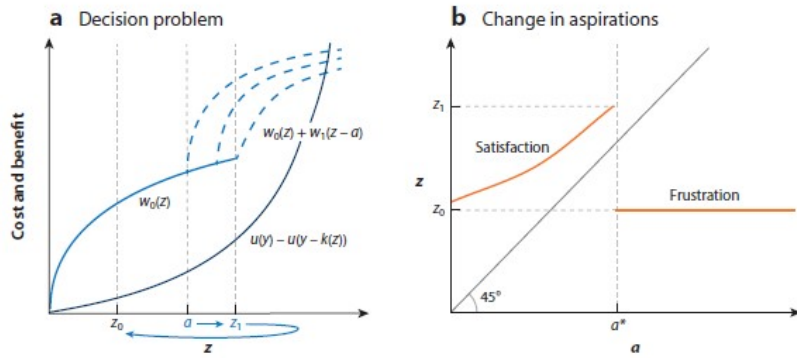 a Decision problem
Cost and benefit
w₀(z) + w₁(z – a)
w₀(z)
u(y) – u(y – k(z))
z₀
a → z₁
z
b Change in aspirations
z₁
Satisfaction
z
z₀
Frustration
45°
a*
a